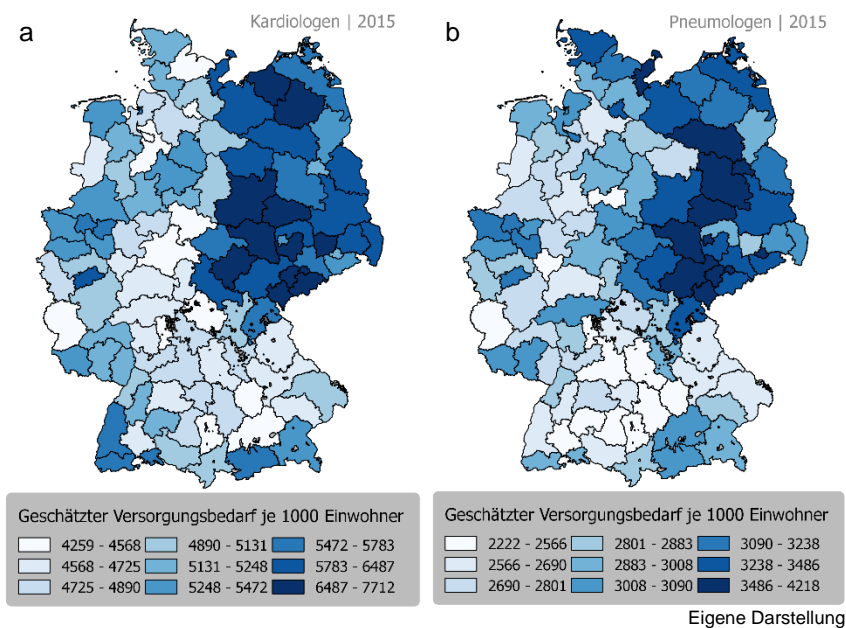 a
Kardiologen | 2015
b
Pneumologen | 2015
Geschätzter Versorgungsbedarf je 1000 Einwohner
4259 - 4568 4890 - 5131 5472 - 5783
4568 - 4725 5131 - 5248 5783 - 6487
4725 - 4890 5248 - 5472 6487 - 7712
Geschätzter Versorgungsbedarf je 1000 Einwohner
2222 - 2566 2801 - 2883 3090 - 3238
2566 - 2690 2883 - 3008 3238 - 3486
2690 - 2801 3008 - 3090 3486 - 4218
Eigene Darstellung